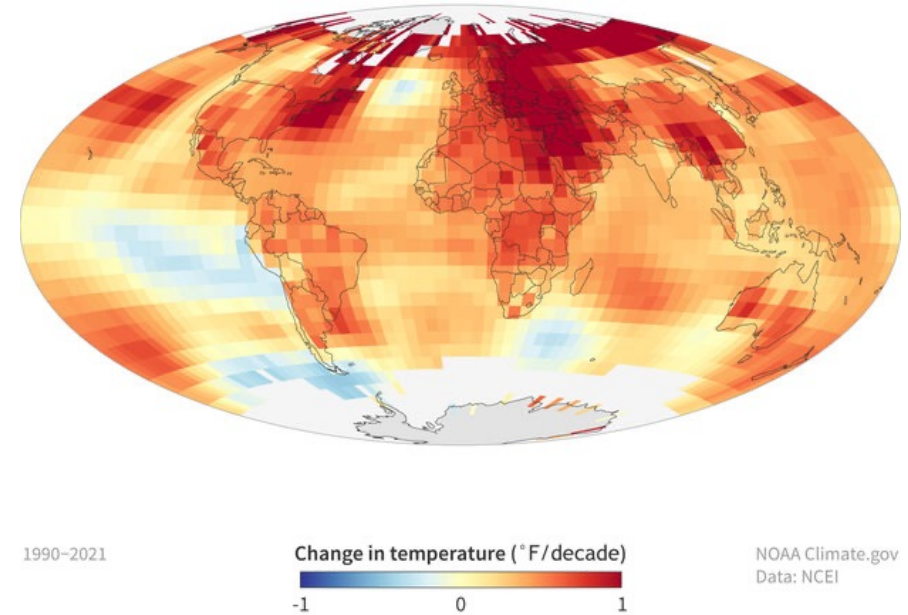 1990–2021
Change in temperature (°F/decade)
-1 0 1
NOAA Climate.gov
Data: NCEI